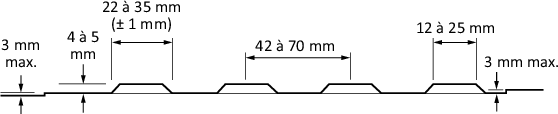 22 à 35 mm
(± 1 mm)
4 à 5
mm
3 mm
max.
42 à 70 mm
12 à 25 mm
3 mm max.